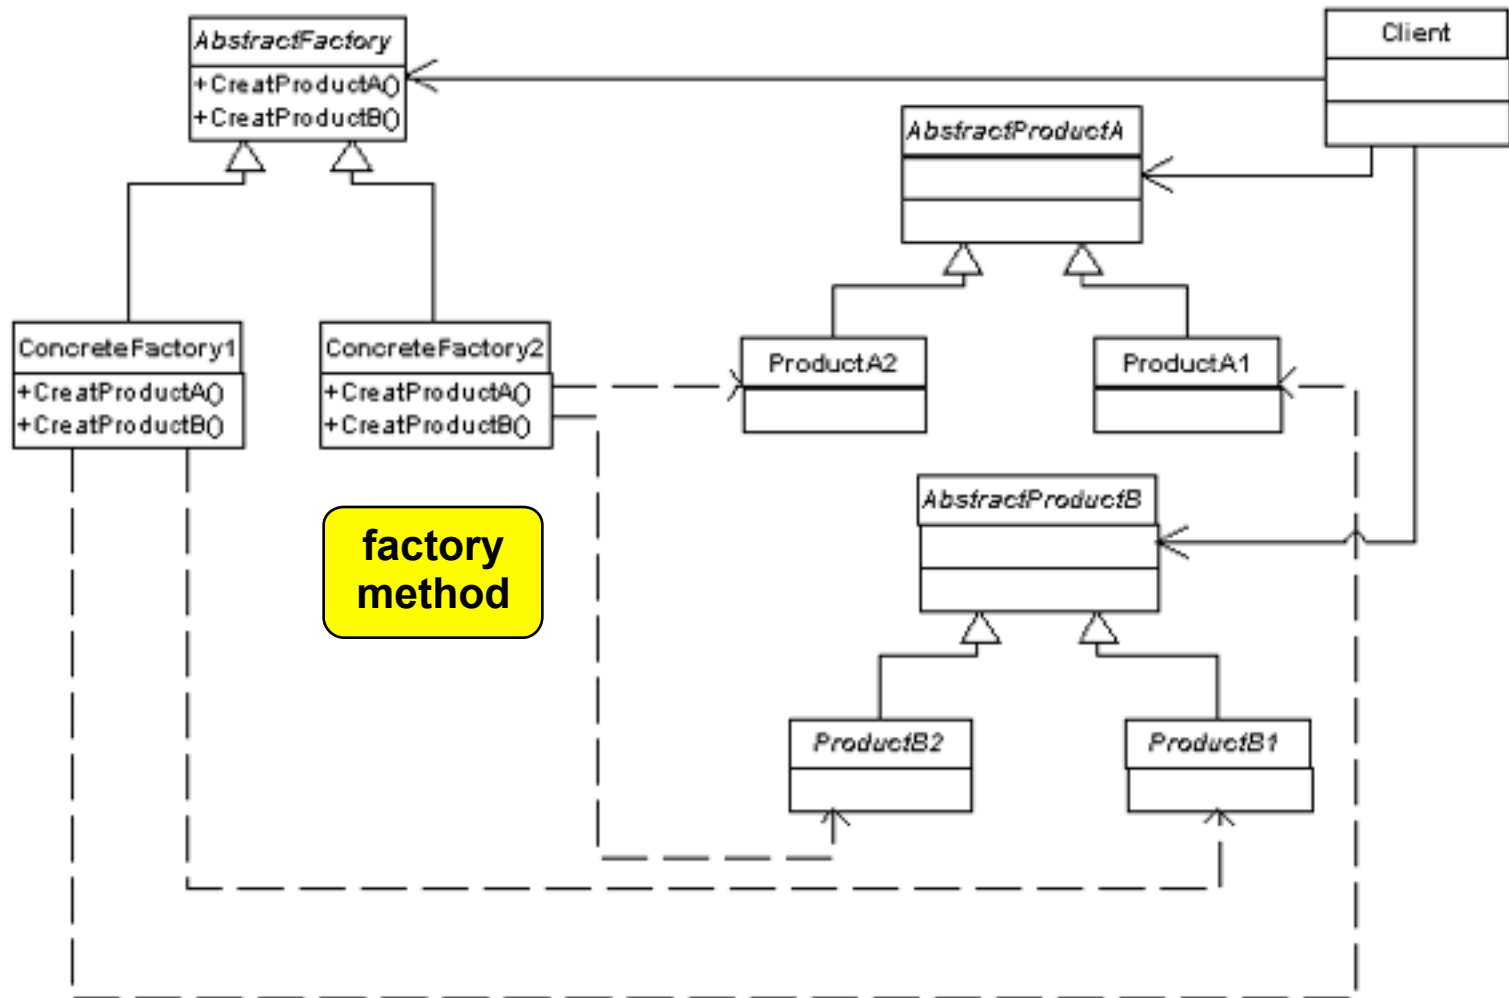 AbstractFactory
+CreatProductA()
+CreatProductB()
Client
AbstractProductA
ConcreteFactory1
+CreatProductA()
+CreatProductB()
ConcreteFactory2
+CreatProductA()
+CreatProductB()
ProductA2
ProductA1
factory
method
AbstractProductB
ProductB2
ProductB1